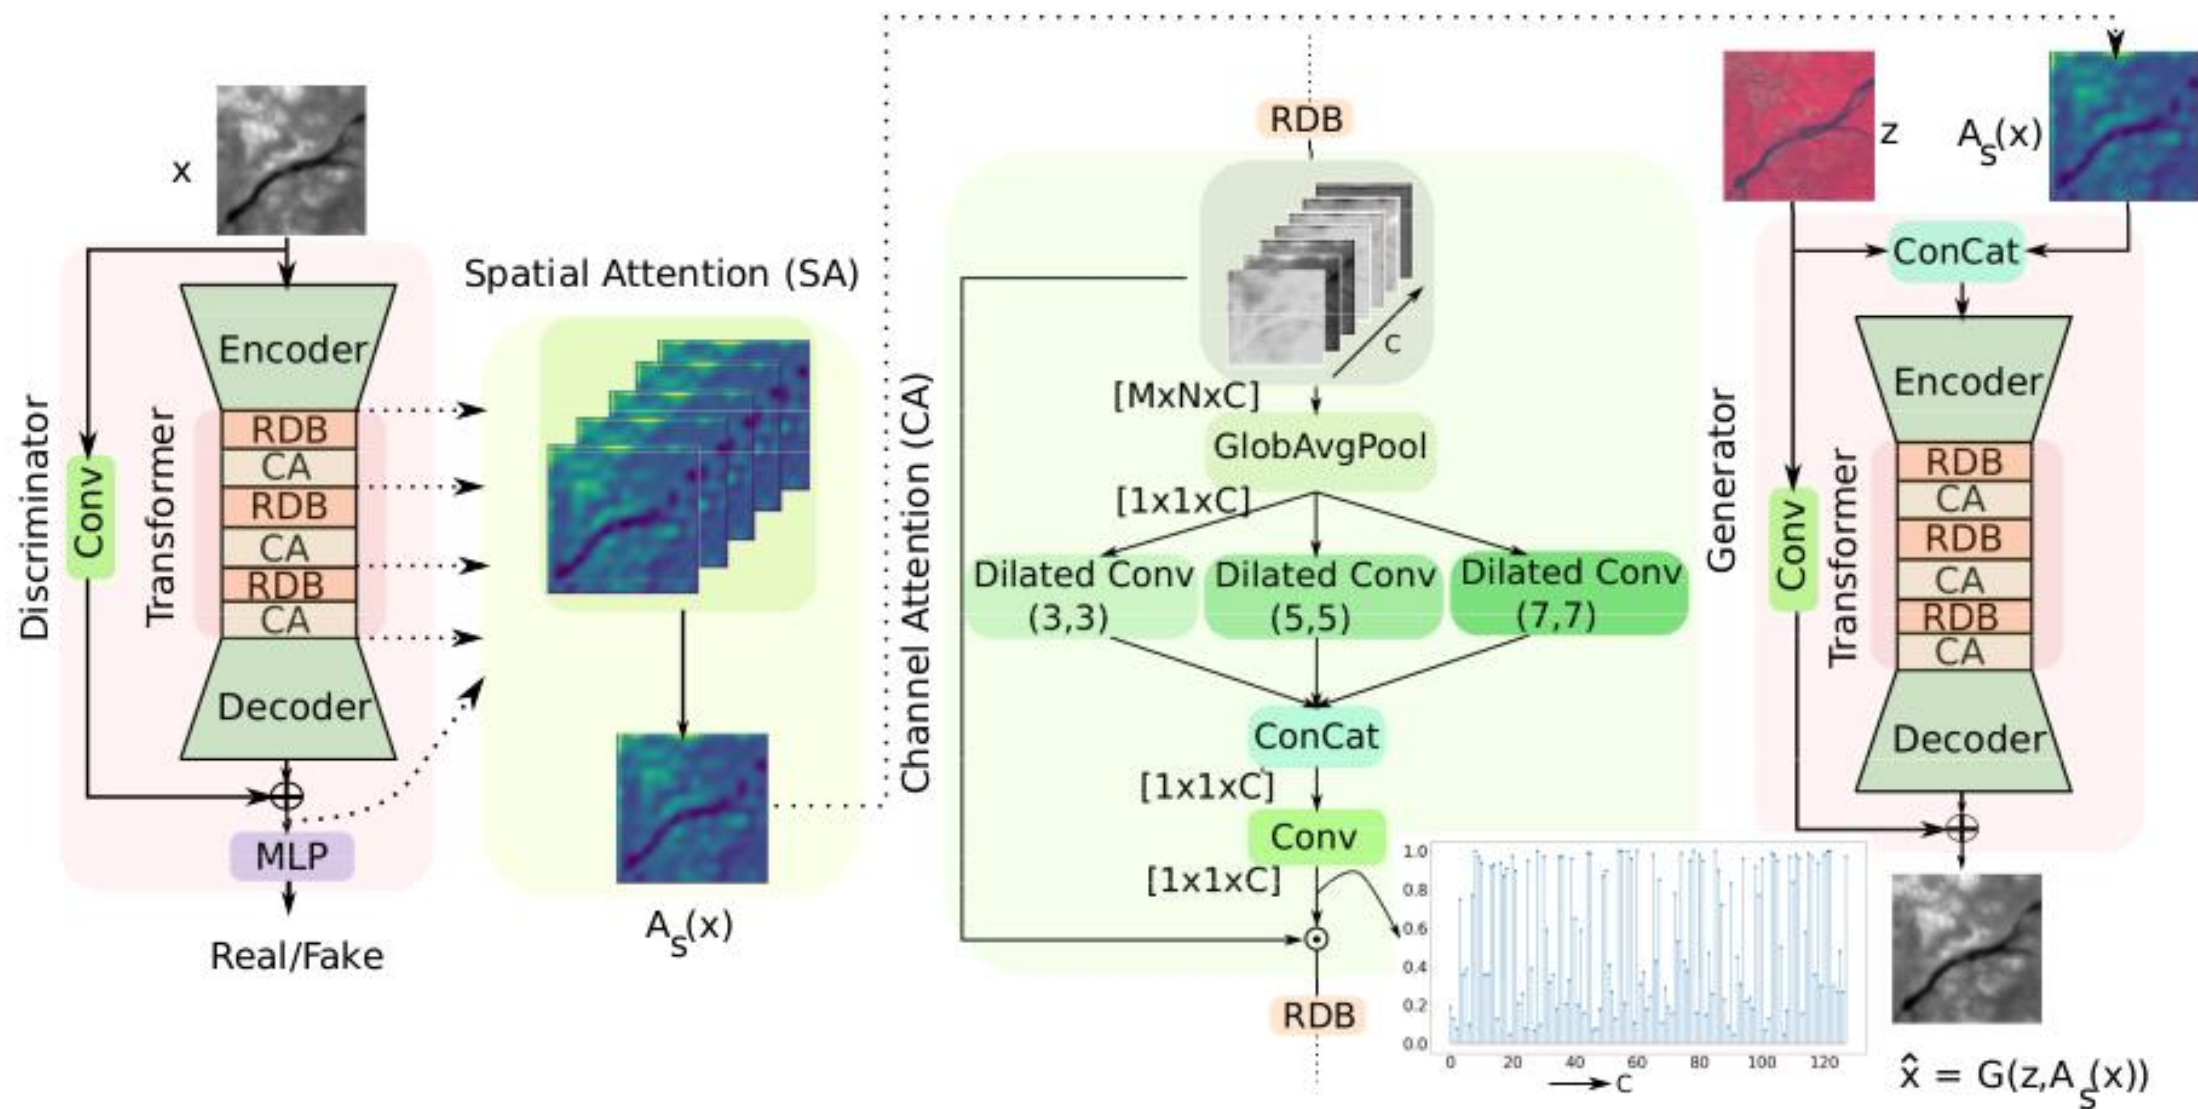 x
Discriminator
Conv
Transformer
Encoder
RDB
CA
RDB
CA
RDB
CA
Decoder
MLP
Real/Fake
Spatial Attention (SA)
Aₛ(x)
Channel Attention (CA)
RDB
C
[MxNxC]
GlobAvgPool
[1x1xC]
Dilated Conv
(3,3)
Dilated Conv
(5,5)
Dilated Conv
(7,7)
ConCat
[1x1xC]
Conv
[1x1xC]
RDB
1.0
0.8
0.6
0.4
0.2
0.0
0 20 40 60 80 100 120
C
z
Aₛ(x)
ConCat
Generator
Conv
Transformer
Encoder
RDB
CA
RDB
CA
RDB
CA
Decoder
x̂ = G(z,Aₛ(x))